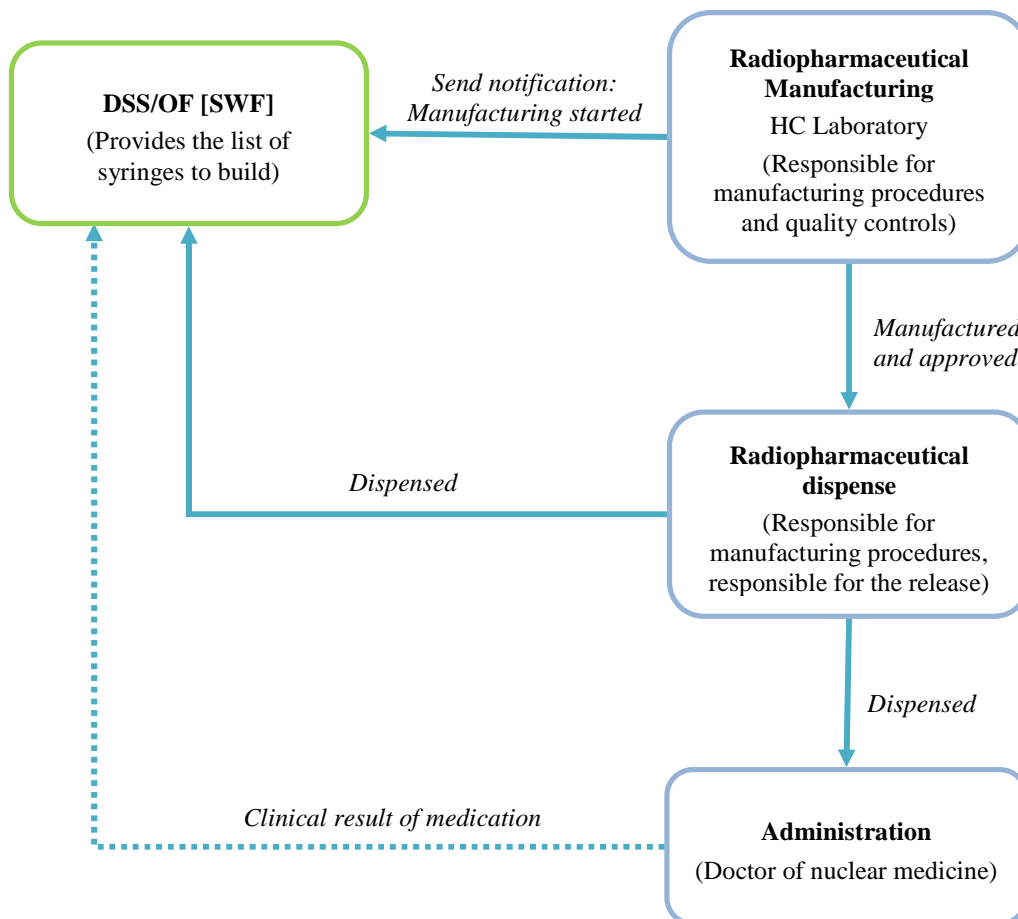 DSS/OF [SWF]
(Provides the list of
syringes to build)
Send notification:
Manufacturing started
Radiopharmaceutical
Manufacturing
HC Laboratory
(Responsible for
manufacturing procedures
and quality controls)
Manufactured
and approved
Radiopharmaceutical
dispense
(Responsible for
manufacturing procedures,
responsible for the release)
Dispensed
Dispensed
Clinical result of medication
Administration
(Doctor of nuclear medicine)